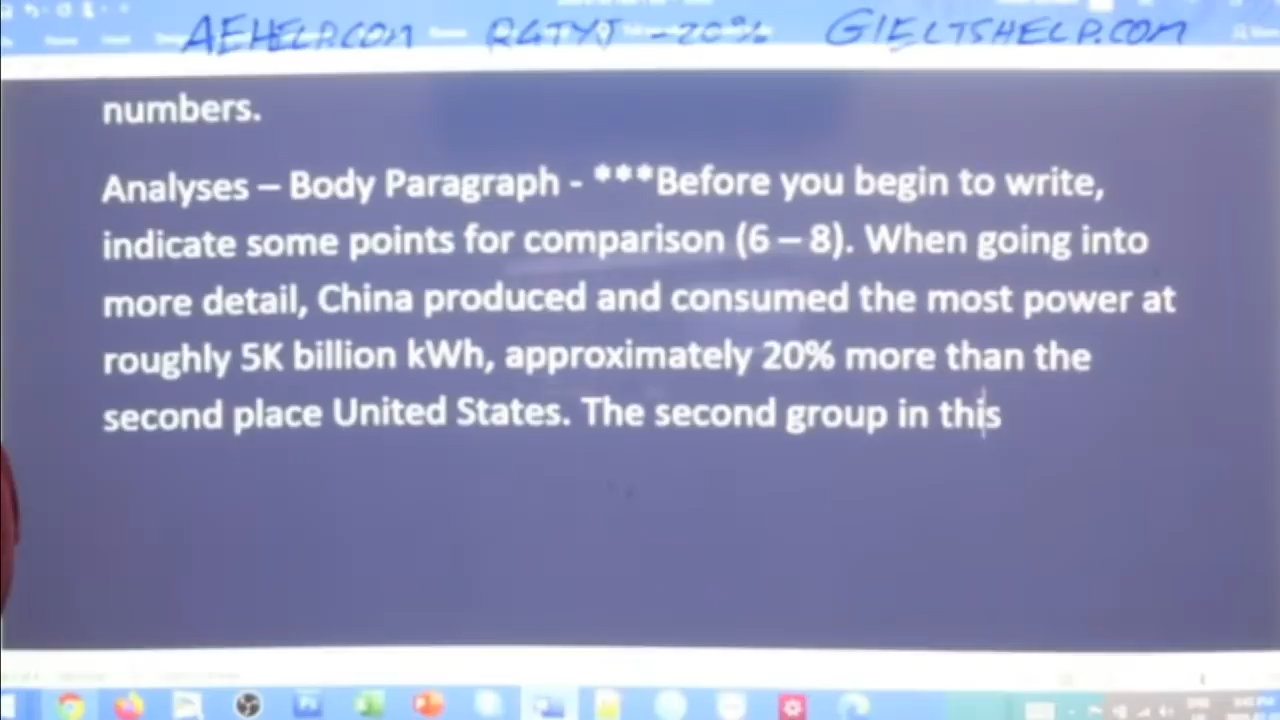 AEHELP.COM R4TYJ -20% GIELTSHELP.COM
numbers.
Analyses – Body Paragraph - ***Before you begin to write,
indicate some points for comparison (6 – 8). When going into
more detail, China produced and consumed the most power at
roughly 5K billion kWh, approximately 20% more than the
second place United States. The second group in this